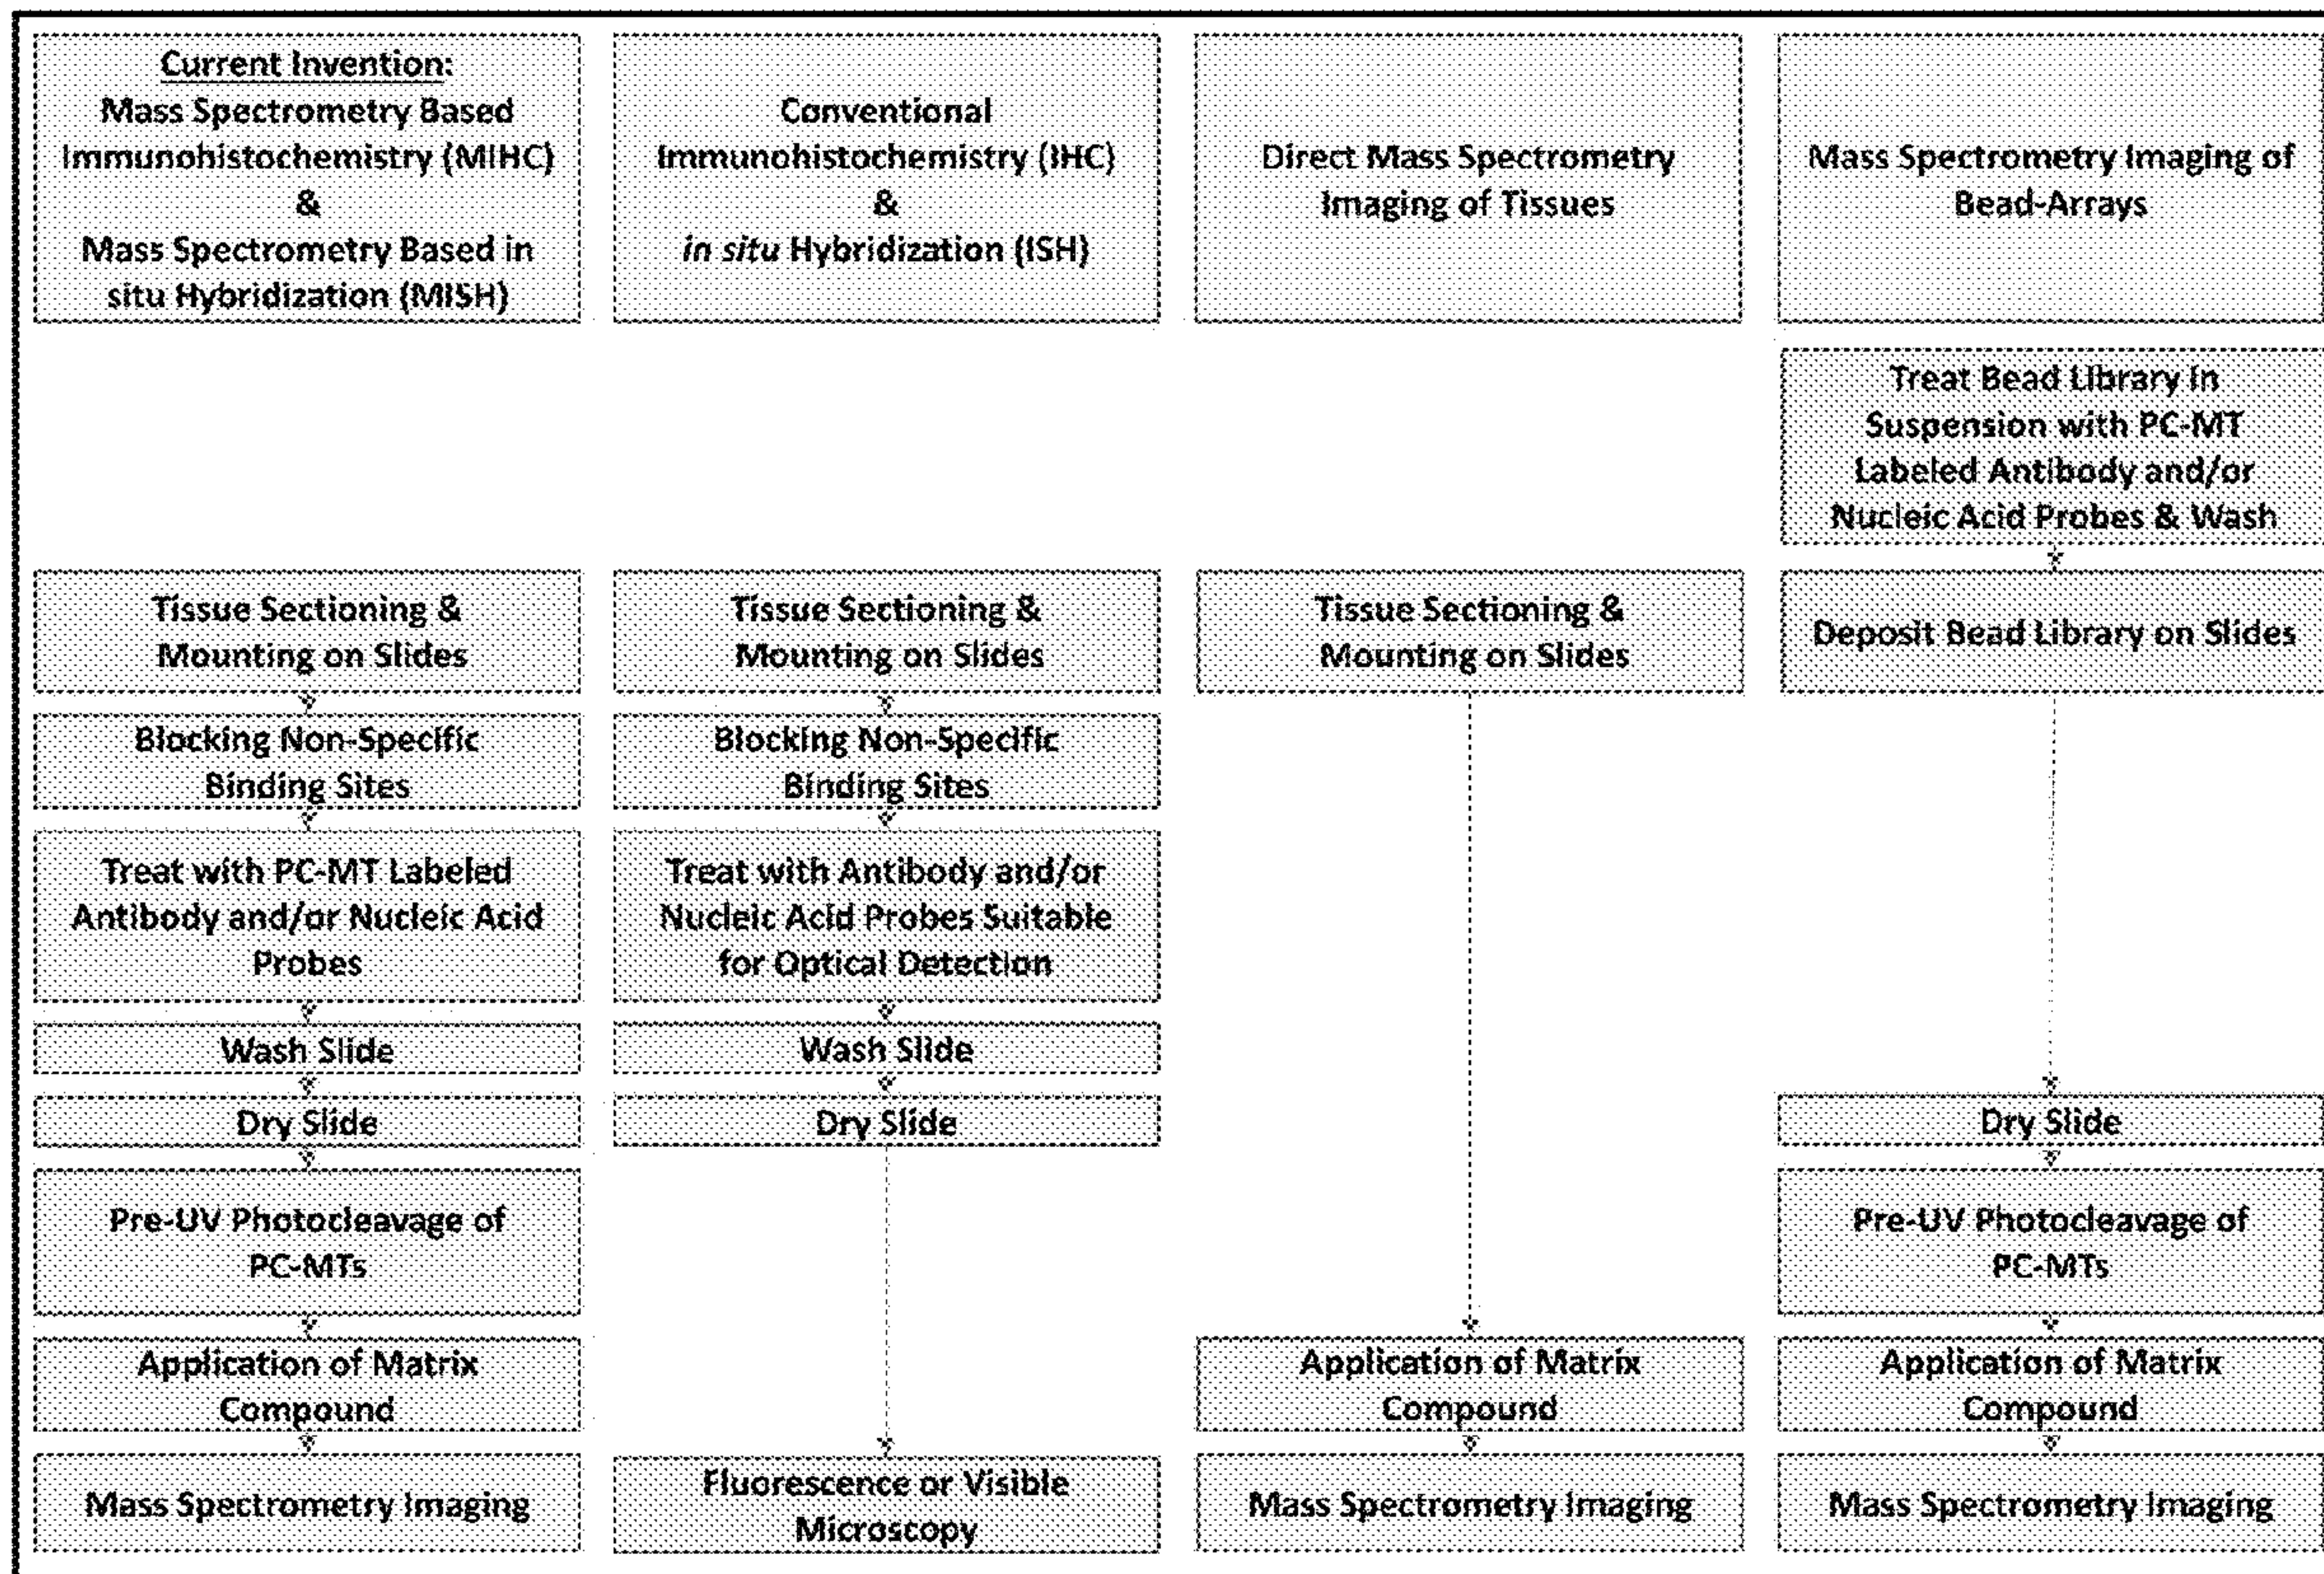 Current Invention:
Mass Spectrometry Based
Immunohistochemistry (MIHC)
&
Mass Spectrometry Based in
situ Hybridization (MISH)
Tissue Sectioning &
Mounting on Slides
Blocking Non-Specific
Binding Sites
Treat with PC-MT Labeled
Antibody and/or Nucleic Acid
Probes
Wash Slide
Dry Slide
Pre-UV Photocleavage of
PC-MTs
Application of Matrix
Compound
Mass Spectrometry Imaging
Conventional
Immunohistochemistry (IHC)
&
in situ Hybridization (ISH)
Tissue Sectioning &
Mounting on Slides
Blocking Non-Specific
Binding Sites
Treat with Antibody and/or
Nucleic Acid Probes Suitable
for Optical Detection
Wash Slide
Dry Slide
Fluorescence or Visible
Microscopy
Direct Mass Spectrometry
Imaging of Tissues
Tissue Sectioning &
Mounting on Slides
Application of Matrix
Compound
Mass Spectrometry Imaging
Mass Spectrometry Imaging of
Bead-Arrays
Treat Bead Library in
Suspension with PC-MT
Labeled Antibody and/or
Nucleic Acid Probes & Wash
Deposit Bead Library on Slides
Dry Slide
Pre-UV Photocleavage of
PC-MTs
Application of Matrix
Compound
Mass Spectrometry Imaging